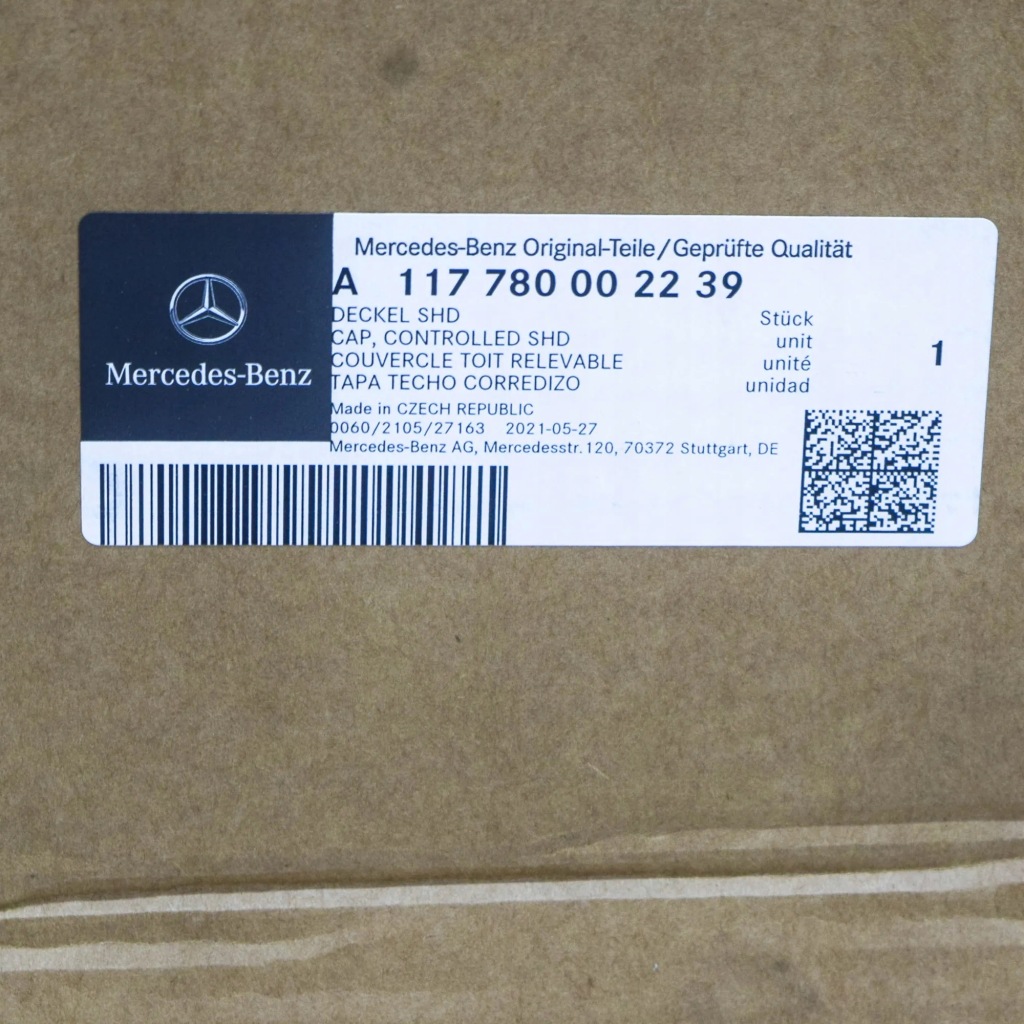 Mercedes-Benz
Mercedes-Benz Original-Teile/Geprüfte Qualität
A 117 780 00 22 39
DECKEL SHD Stück
CAP, CONTROLLED SHD unit
COUVERCLE TOIT RELEVABLE unité
TAPA TECHO CORREDIZO unidad
1
Made in CZECH REPUBLIC
0060/2105/27163 2021-05-27
Mercedes-Benz AG, Mercedesstr.120, 70372 Stuttgart, DE